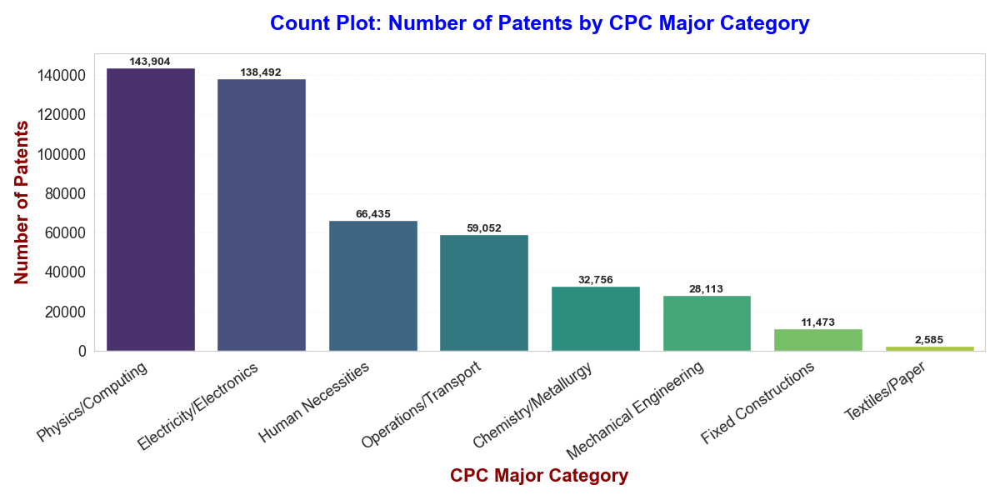 Count Plot: Number of Patents by CPC Major Category
Number of Patents
140000
120000
100000
80000
60000
40000
20000
0
143,904
138,492
66,435
59,052
32,756
28,113
11,473
2,585
Physics/Computing
Electricity/Electronics
Human Necessities
Operations/Transport
Chemistry/Metallurgy
Mechanical Engineering
Fixed Constructions
Textiles/Paper
CPC Major Category